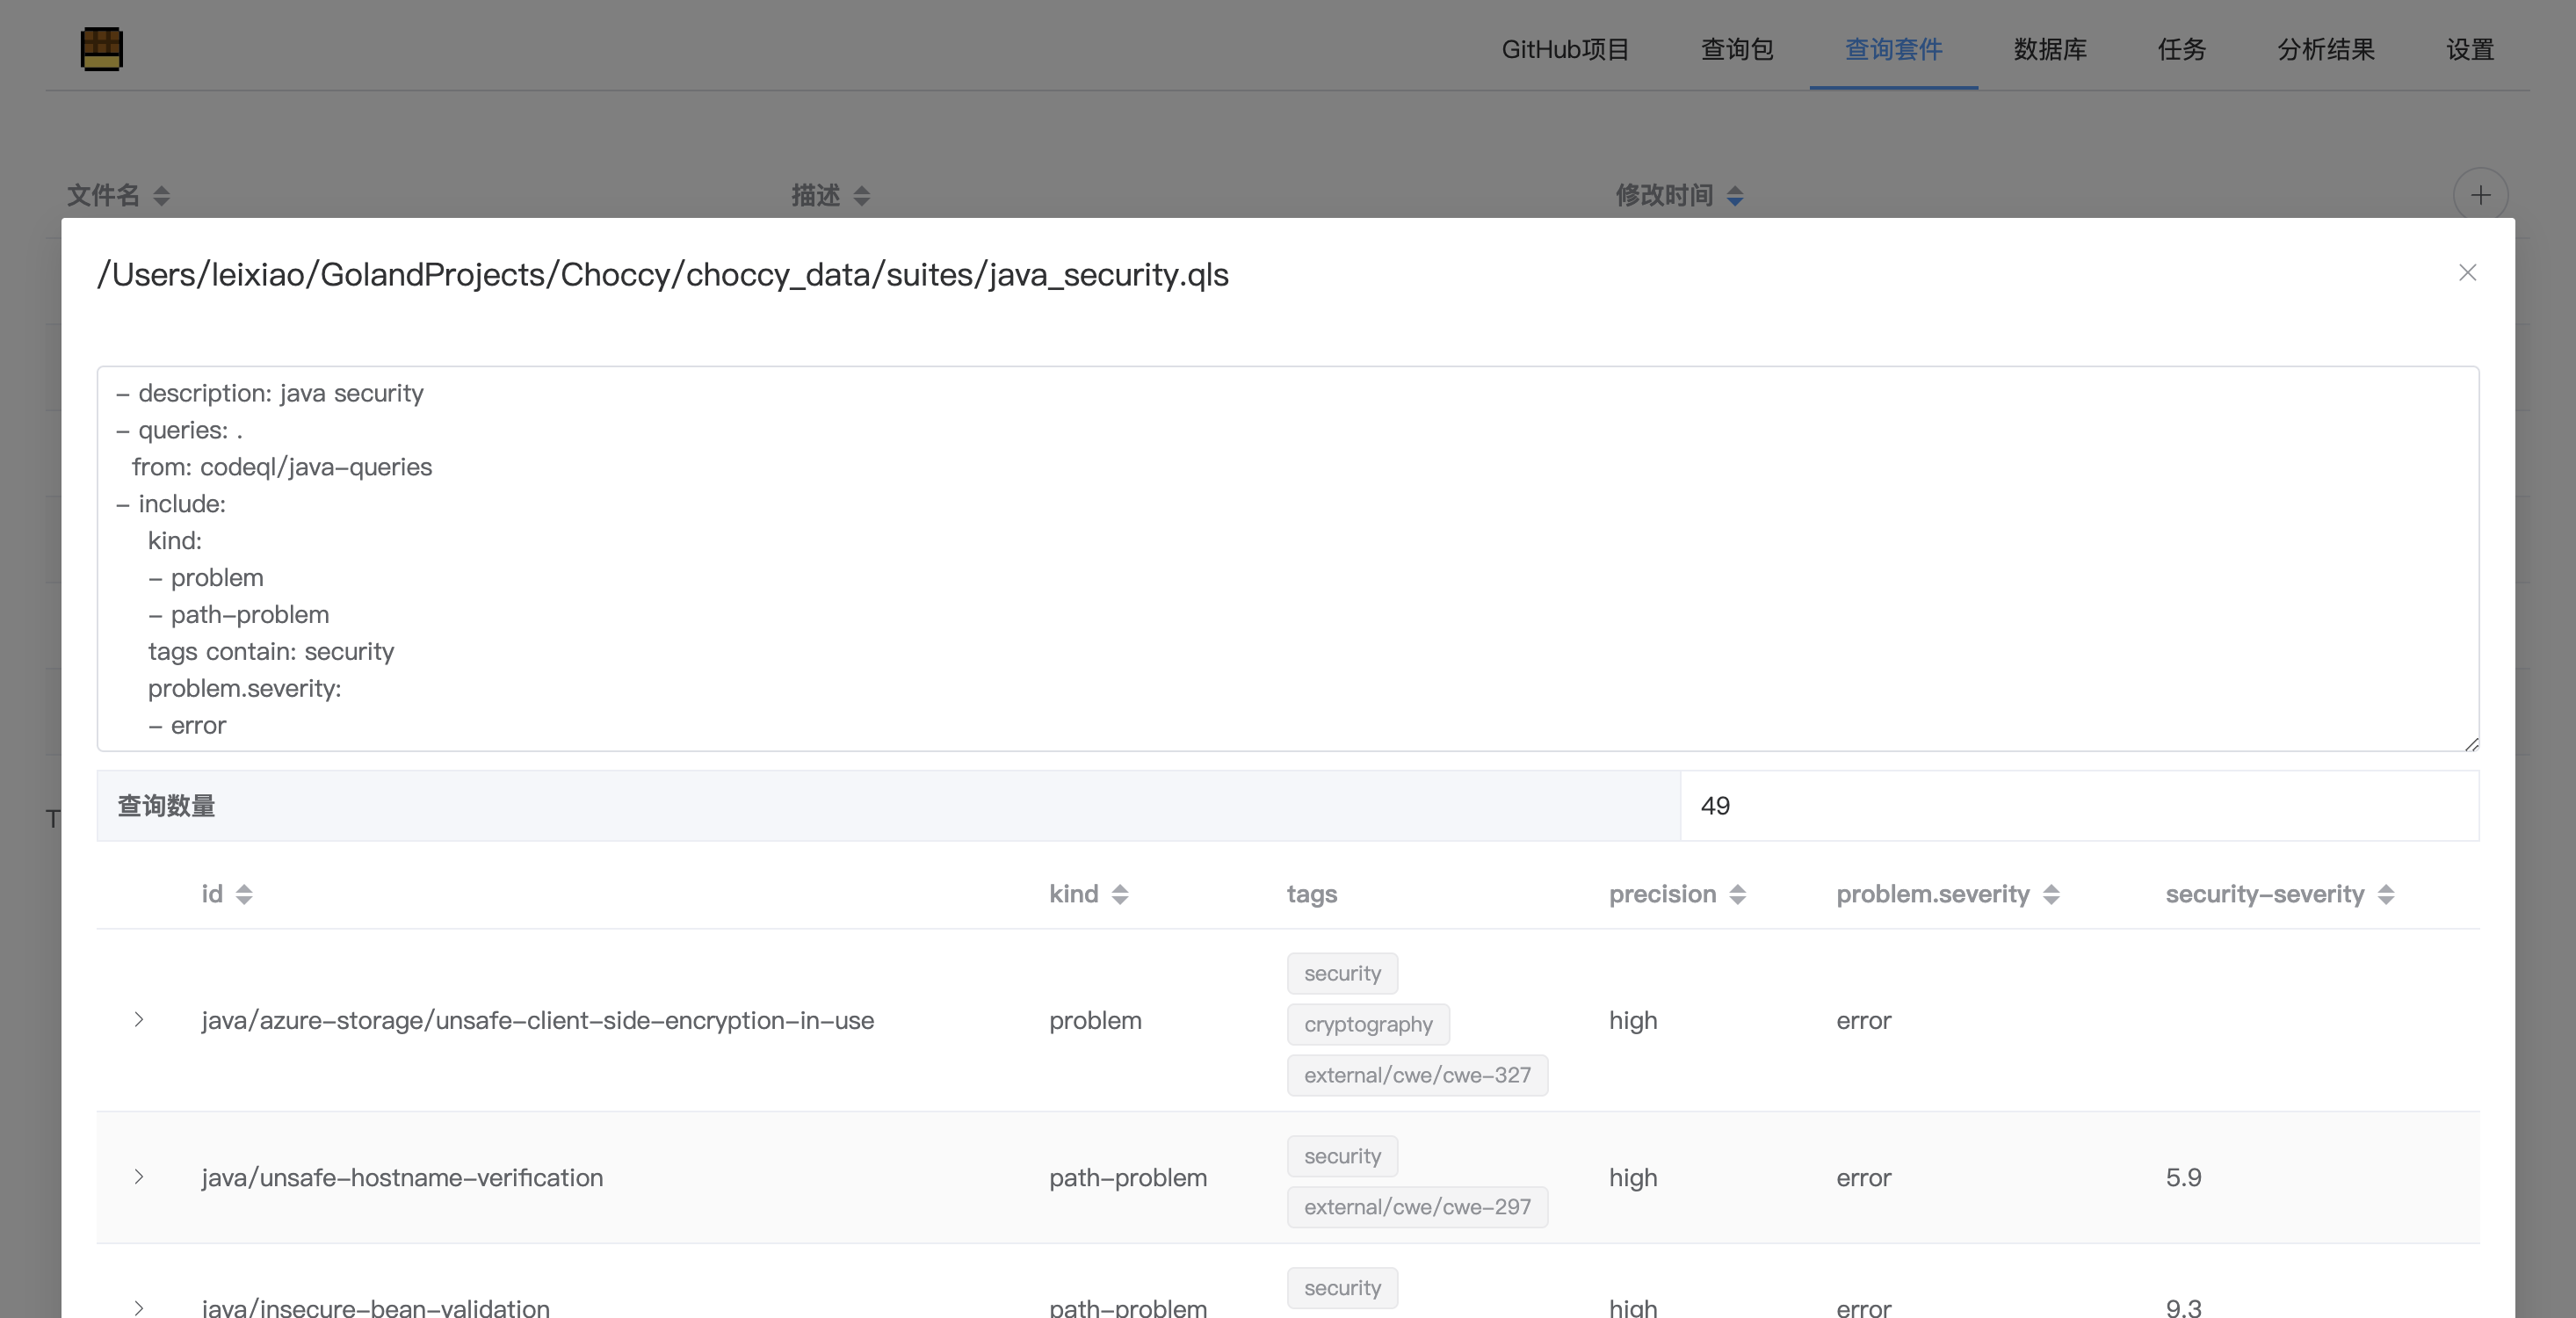 GitHub项目 查询包 查询套件 数据库 任务 分析结果 设置
文件名 描述 修改时间
/Users/leixiao/GolandProjects/Choccy/choccy_data/suites/java_security.qls
- description: java security
- queries: .
from: codeql/java-queries
- include:
kind:
- problem
- path-problem
tags contain: security
problem.severity:
- error
查询数量 49
id kind tags precision problem.severity security-severity
security
cryptography
java/azure-storage/unsafe-client-side-encryption-in-use problem high error
external/cwe/cwe-327
security
java/unsafe-hostname-verification path-problem high error 5.9
external/cwe/cwe-297
security
java/insecure-bean-validation path-problem high error 9.3
T